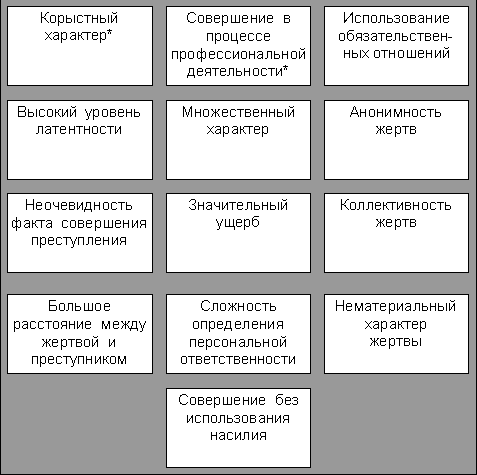 Корыстный
характер*
Совершение в
процессе
профессиональной
деятельности*
Использование
обязательствен-
ных отношений
Высокий уровень
латентности
Множественный
характер
Анонимность
жертв
Неочевидность
факта совершения
преступления
Значительный
ущерб
Коллективность
жертв
Большое
расстояние между
жертвой и
преступником
Сложность
определения
персональной
ответственности
Нематериальный
характер
жертвы
Совершение без
использования
насилия